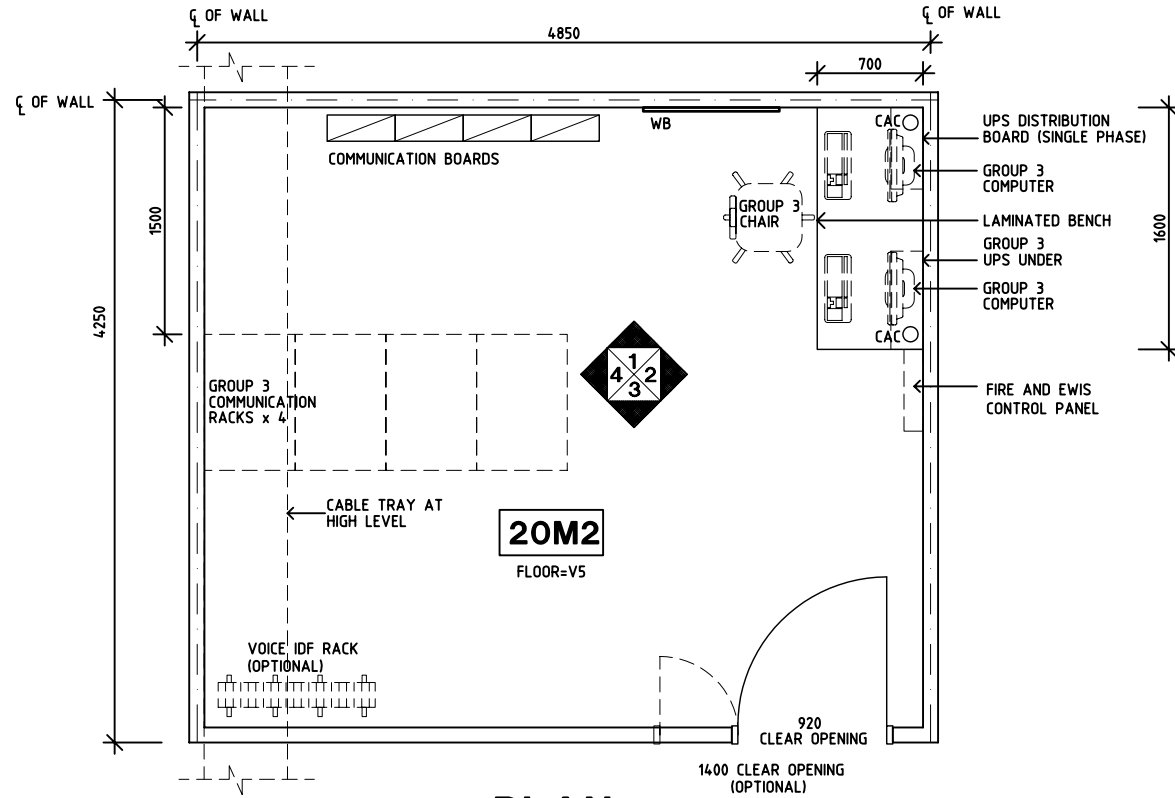 ℄ OF WALL
℄ OF WALL
4850
700
℄ OF WALL
WB
CAC
UPS DISTRIBUTION
BOARD (SINGLE PHASE)
COMMUNICATION BOARDS
GROUP 3
COMPUTER
1500
GROUP 3
CHAIR
LAMINATED BENCH
1600
GROUP 3
UPS UNDER
GROUP 3
COMPUTER
4250
CAC
1
4 2
3
GROUP 3
COMMUNICATION
RACKS x 4
FIRE AND EWIS
CONTROL PANEL
CABLE TRAY AT
HIGH LEVEL
20M2
FLOOR=V5
VOICE IDF RACK
(OPTIONAL)
920
CLEAR OPENING
1400 CLEAR OPENING
(OPTIONAL)